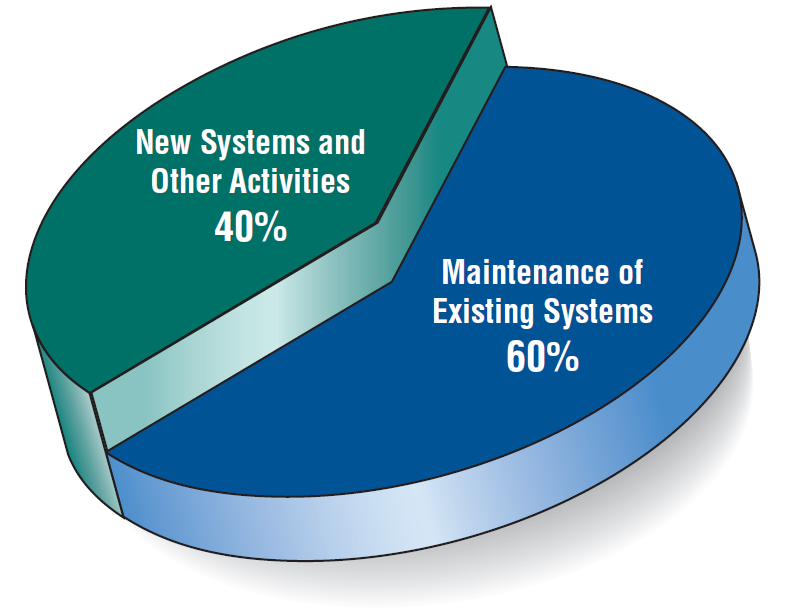 New Systems and
Other Activities
40%
Maintenance of
Existing Systems
60%